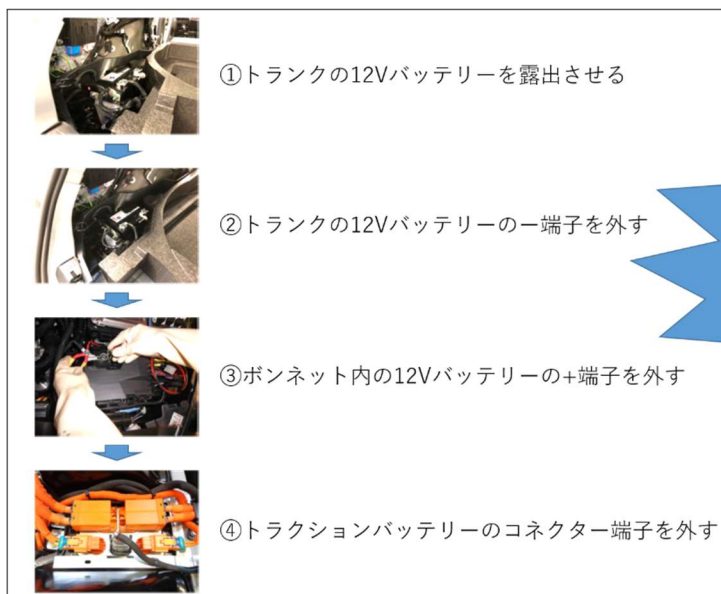 ①トランクの12Vバッテリーを露出させる
②トランクの12Vバッテリーの－端子を外す
③ボンネット内の12Vバッテリーの+端子を外す
④トラクションバッテリーのコネクター端子を外す